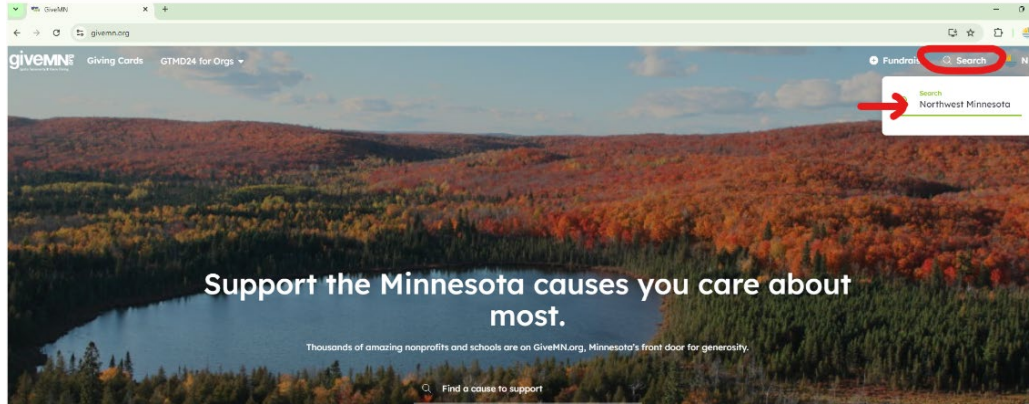 GiveMN
givemn.org
giveMN
Giving Cards
GTMD24 for Orgs
Fundrais
Search
N
Search
Northwest Minnesota
Support the Minnesota causes you care about
most.
Thousands of amazing nonprofits and schools are on GiveMN.org, Minnesota's front door for generosity.
Find a cause to support